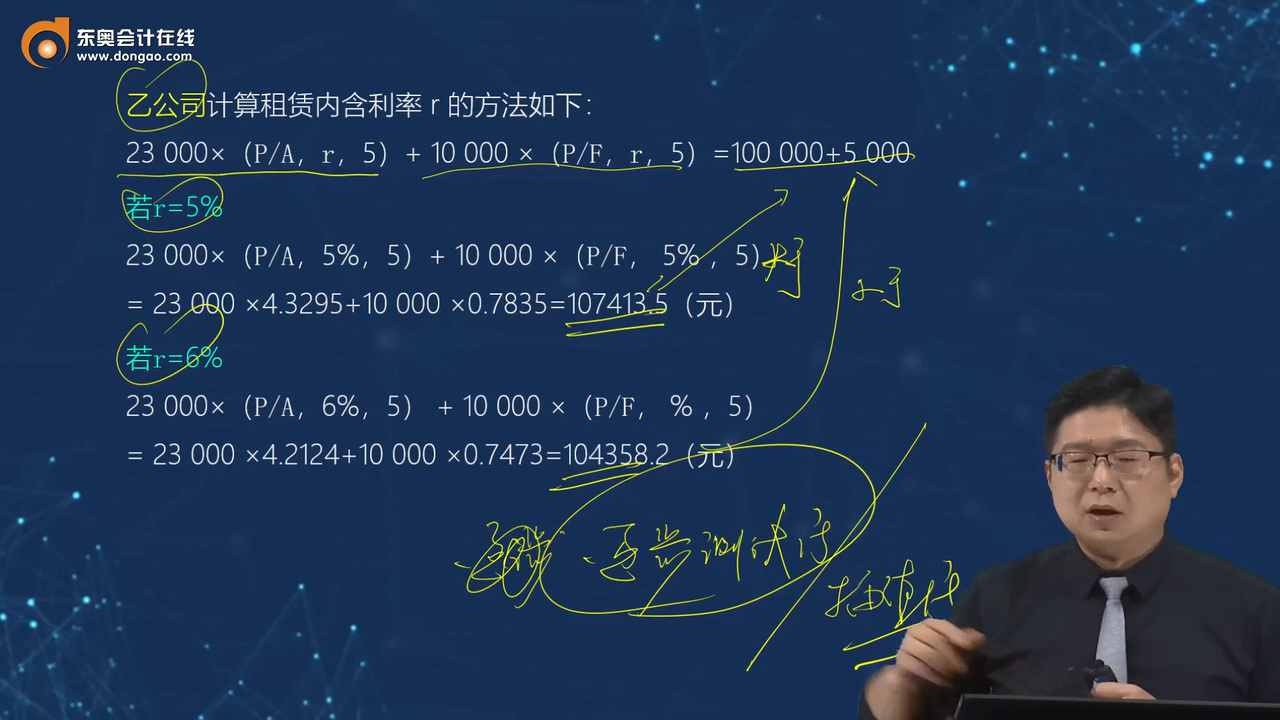 东奥会计在线
www.dongao.com
乙公司计算租赁内含利率 r 的方法如下：
23 000×（P/A，r，5）+ 10 000 ×（P/F，r，5）=100 000+5 000
若r=5%
23 000×（P/A，5%，5）+ 10 000 ×（P/F， 5% ，5）
= 23 000 ×4.3295+10 000 ×0.7835=107413.5（元）
大于
小于
若r=6%
23 000×（P/A，6%，5） + 10 000 ×（P/F， % ，5）
= 23 000 ×4.2124+10 000 ×0.7473=104358.2（元）
逐步测试法
插值法